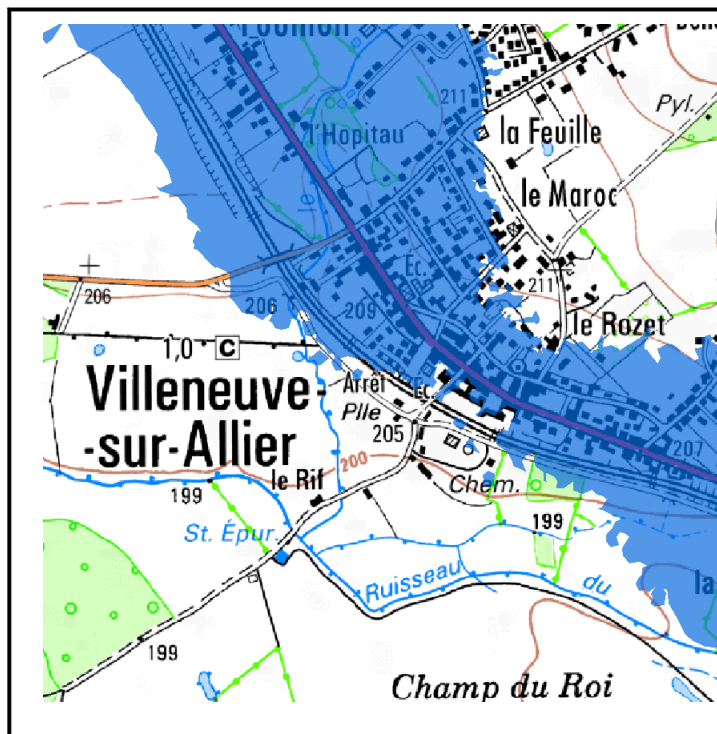 211
Pyl.
l'Hopitau
la Feuille
le Maroc
le
Ec.
211
206
206
209
le Rozet
1,0 C
Villeneuve-
Arrêt
Ec.
Plle
-sur-Allier
205
207
200
le Rif
199
Chem.
199
St. Épur.
Ruisseau
du
la
199
Champ du Roi